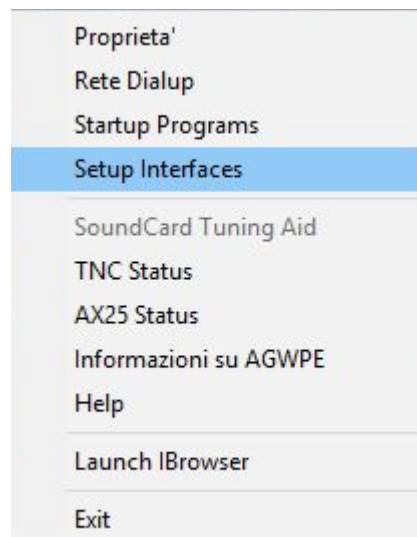 Proprieta'
Rete Dialup
Startup Programs
Setup Interfaces
SoundCard Tuning Aid
TNC Status
AX25 Status
Informazioni su AGWPE
Help
Launch IBrowser
Exit